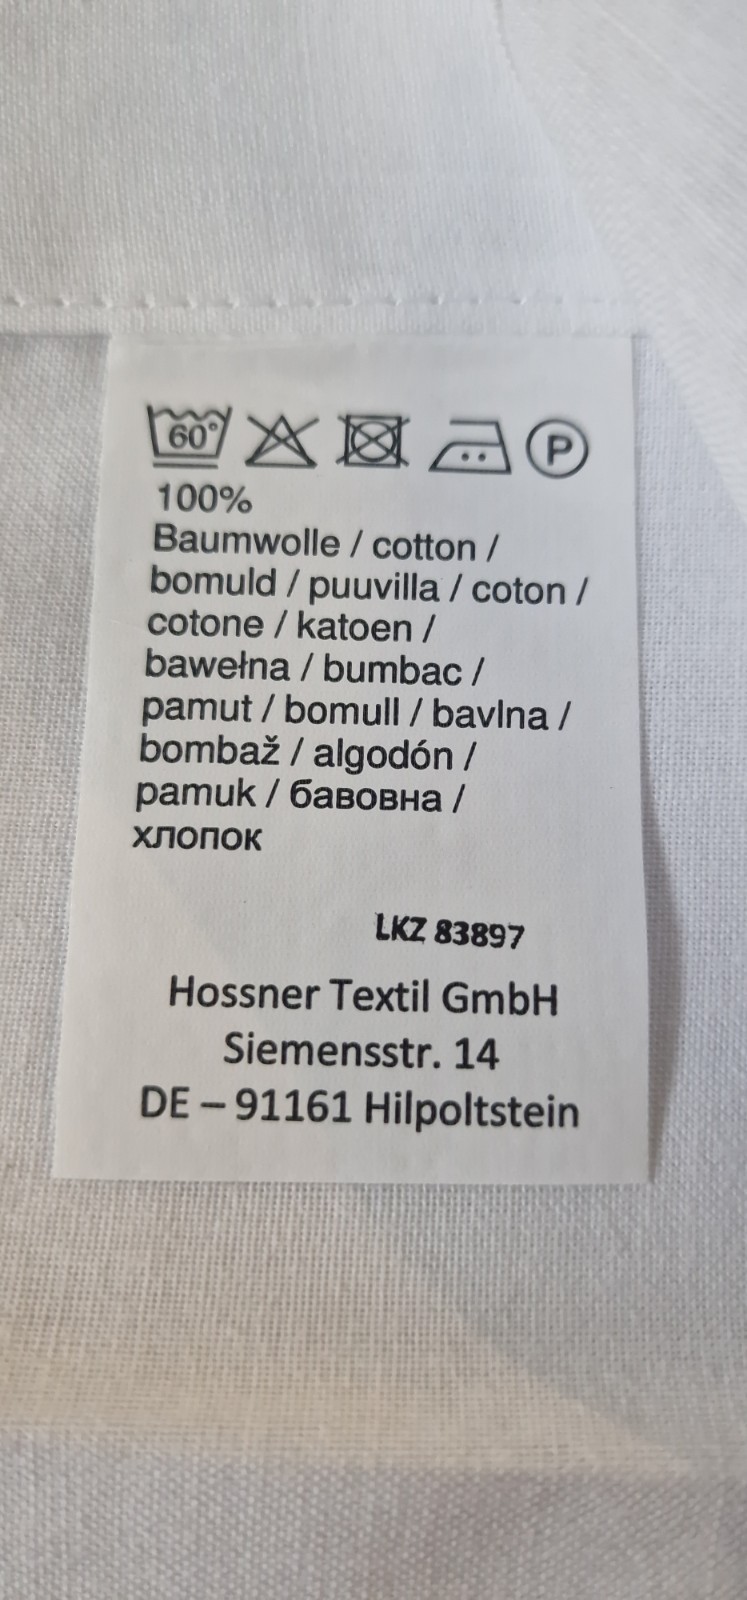 60°
P
100%
Baumwolle / cotton /
bomuld / puuvilla / coton /
cotone / katoen /
bawełna / bumbac /
pamut / bomull / bavlna /
bombaž / algodón /
pamuk / бавовна /
хлопок
LKZ 83897
Hossner Textil GmbH
Siemensstr. 14
DE – 91161 Hilpoltstein